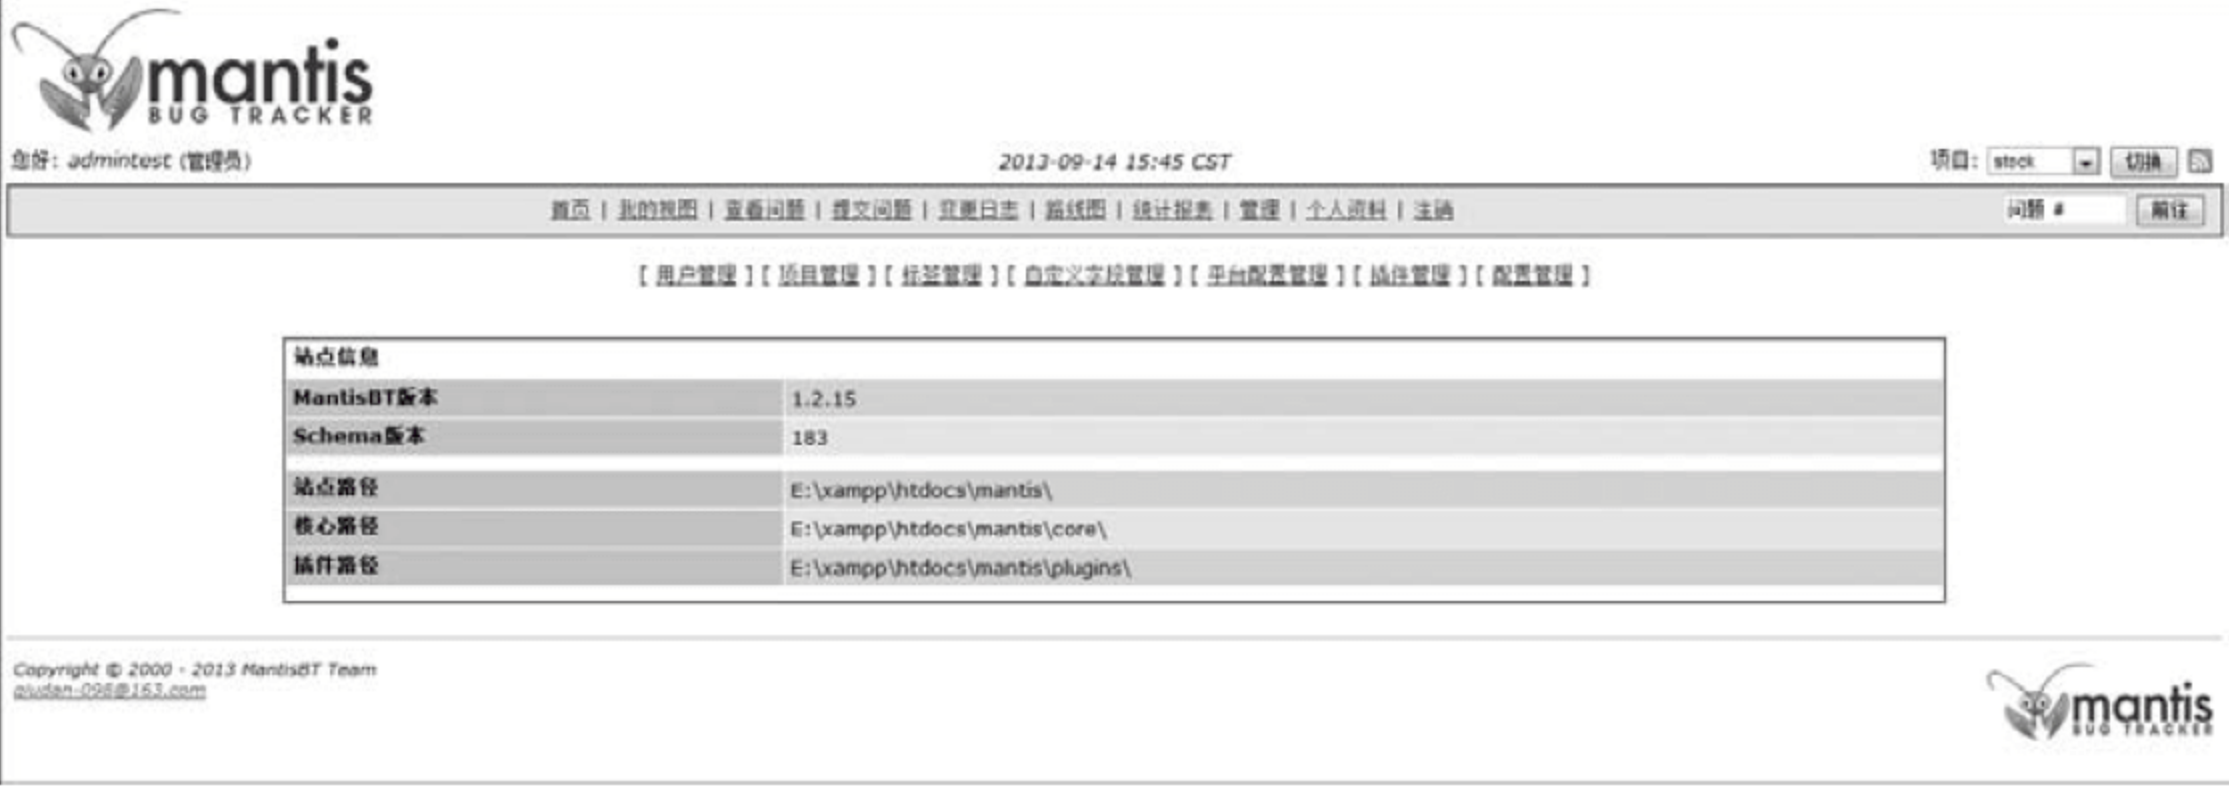 mantis
BUG TRACKER
您好: admintest (管理员)
2013-09-14 15:45 CST
项目: stock 切换
首页 | 我的视图 | 查看问题 | 提交问题 | 变更日志 | 路线图 | 统计报表 | 管理 | 个人资料 | 注销
问题 # 前往
[ 用户管理 ] [ 项目管理 ] [ 标签管理 ] [ 自定义字段管理 ] [ 平台配置管理 ] [ 插件管理 ] [ 配置管理 ]
站点信息
MantisBT版本 1.2.15
Schema版本 183
站点路径 E:\xampp\htdocs\mantis\
核心路径 E:\xampp\htdocs\mantis\core\
插件路径 E:\xampp\htdocs\mantis\plugins\
Copyright © 2000 - 2013 MantisBT Team
qiudan-098@163.com
mantis
BUG TRACKER